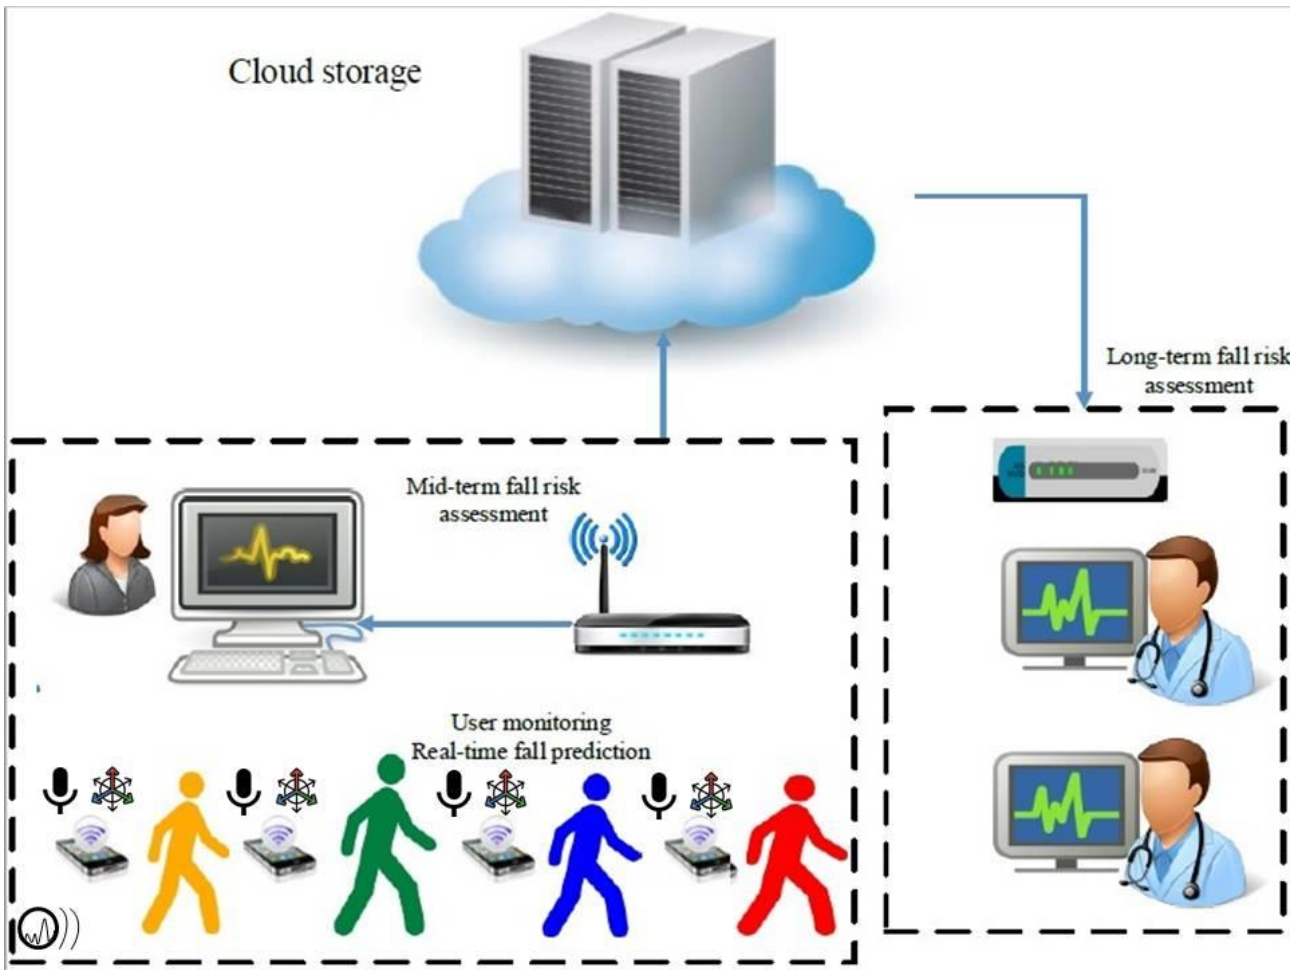 Cloud storage
Long-term fall risk
assessment
Mid-term fall risk
assessment
User monitoring
Real-time fall prediction